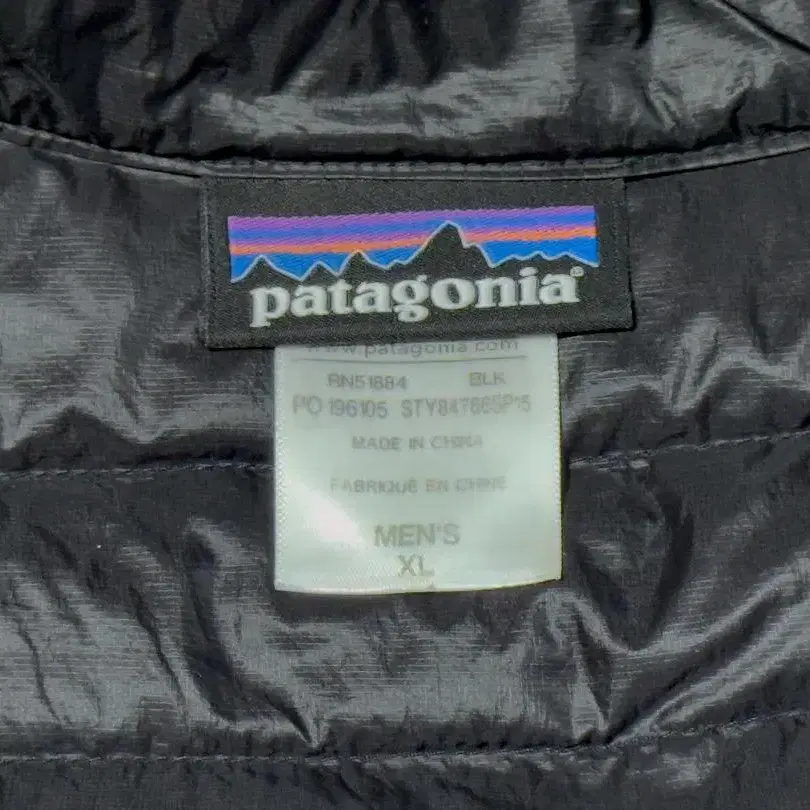 patagonia®
www.patagonia.com
RN51884 BLK
PO 196105 STY84766SP15
MADE IN CHINA
FABRIQUÉ EN CHINE
MEN'S
XL